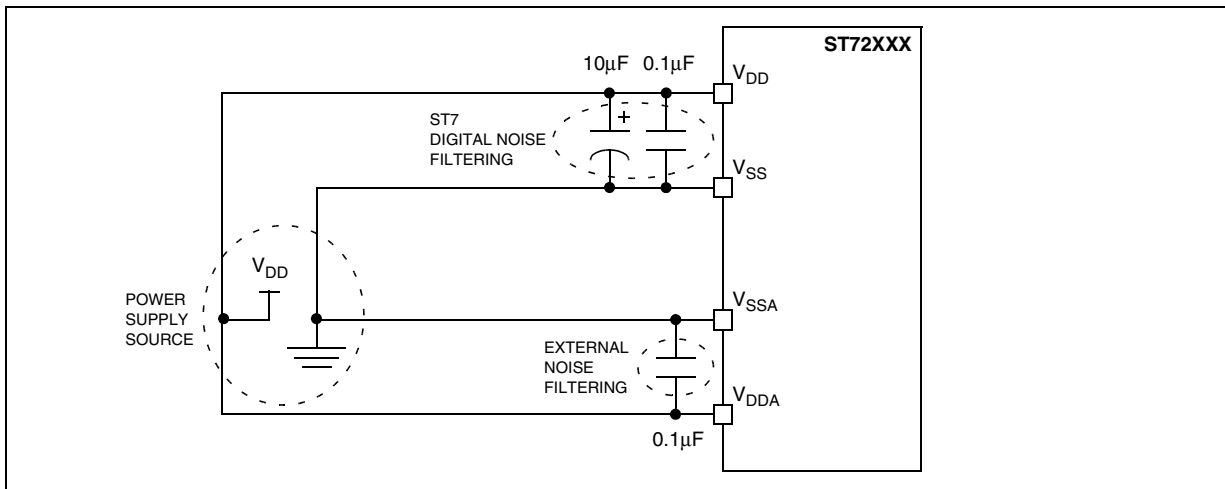 ST72XXX
10μF 0.1μF
VDD
ST7
DIGITAL NOISE
FILTERING
+
VSS
VDD
POWER
SUPPLY
SOURCE
VSSA
EXTERNAL
NOISE
FILTERING
VDDA
0.1μF